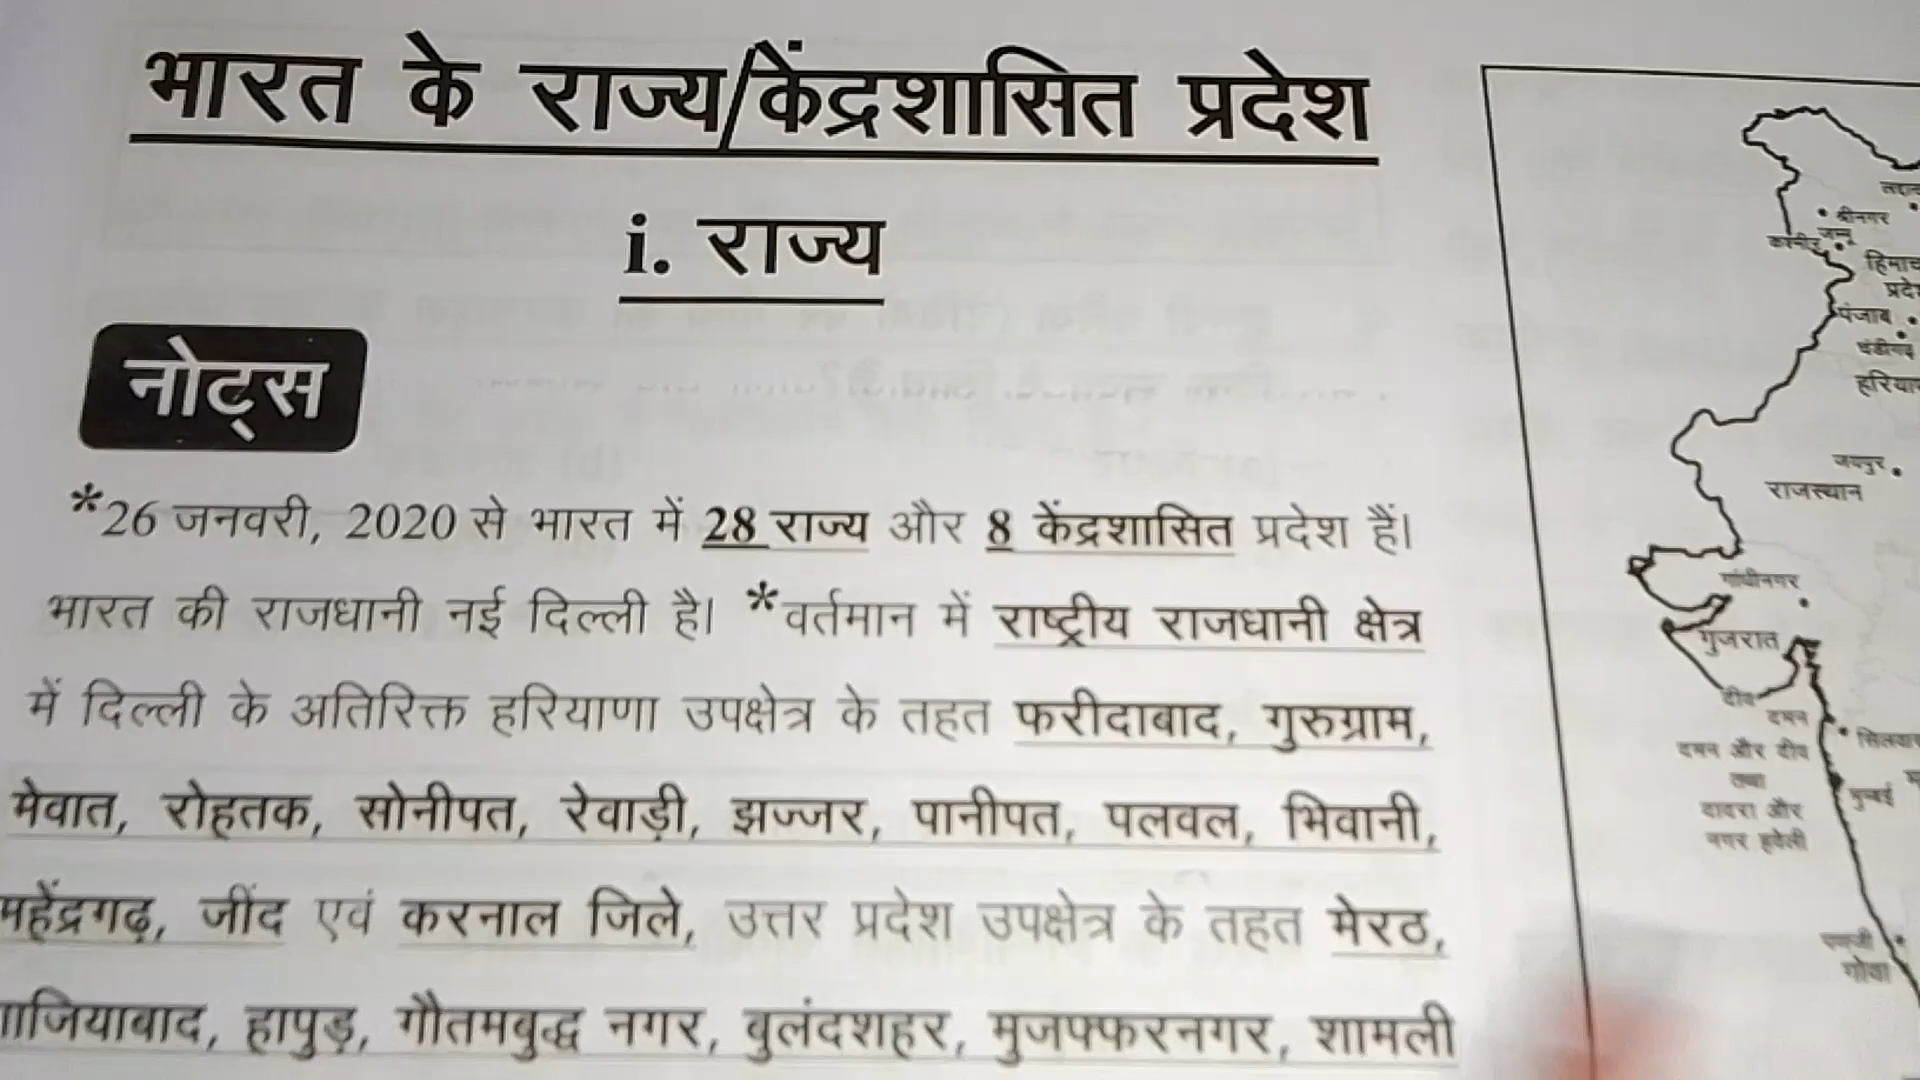 भारत के राज्य/केंद्रशासित प्रदेश
i. राज्य
नोट्स
*26 जनवरी, 2020 से भारत में 28 राज्य और 8 केंद्रशासित प्रदेश हैं।
भारत की राजधानी नई दिल्ली है। *वर्तमान में राष्ट्रीय राजधानी क्षेत्र
में दिल्ली के अतिरिक्त हरियाणा उपक्षेत्र के तहत फरीदाबाद, गुरुग्राम,
मेवात, रोहतक, सोनीपत, रेवाड़ी, झज्जर, पानीपत, पलवल, भिवानी,
महेंद्रगढ़, जींद एवं करनाल जिले, उत्तर प्रदेश उपक्षेत्र के तहत मेरठ,
ाजियाबाद, हापुड़, गौतमबुद्ध नगर, बुलंदशहर, मुजफ्फरनगर, शामली
श्रीनगर
जम्मू
कश्मीर
हिमाच
प्रदे
पंजाब
चंडीगढ़
हरिया
जयपुर
राजस्थान
गांधीनगर
गुजरात
दीव
दमन
सिलवा
दमन और दीव
तथा
दादरा और
नगर हवेली
मुम्बई
पणजी
गोवा